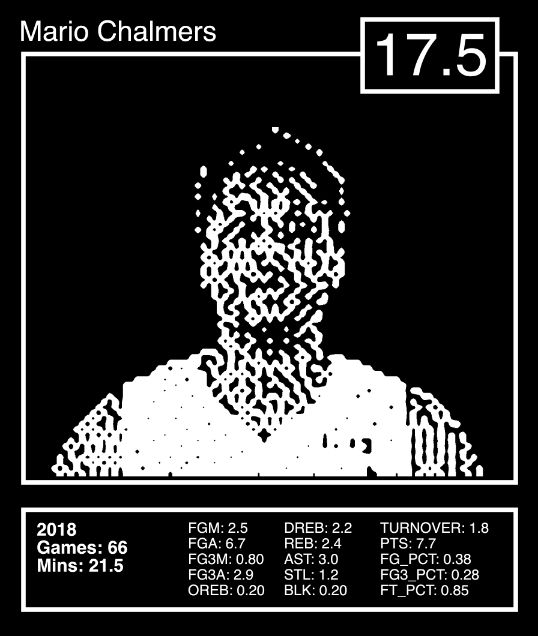 Mario Chalmers
17.5
2018
Games: 66
Mins: 21.5
FGM: 2.5
FGA: 6.7
FG3M: 0.80
FG3A: 2.9
OREB: 0.20
DREB: 2.2
REB: 2.4
AST: 3.0
STL: 1.2
BLK: 0.20
TURNOVER: 1.8
PTS: 7.7
FG_PCT: 0.38
FG3_PCT: 0.28
FT_PCT: 0.85